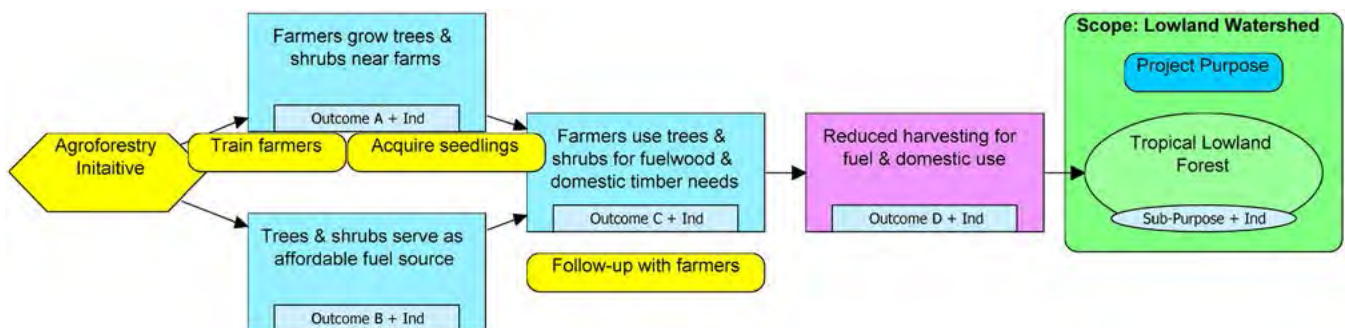 Agroforestry
Initaitive
Farmers grow trees &
shrubs near farms
Outcome A + Ind
Train farmers
Acquire seedlings
Trees & shrubs serve as
affordable fuel source
Outcome B + Ind
Farmers use trees &
shrubs for fuelwood &
domestic timber needs
Outcome C + Ind
Follow-up with farmers
Reduced harvesting for
fuel & domestic use
Outcome D + Ind
Scope: Lowland Watershed
Project Purpose
Tropical Lowland
Forest
Sub-Purpose + Ind